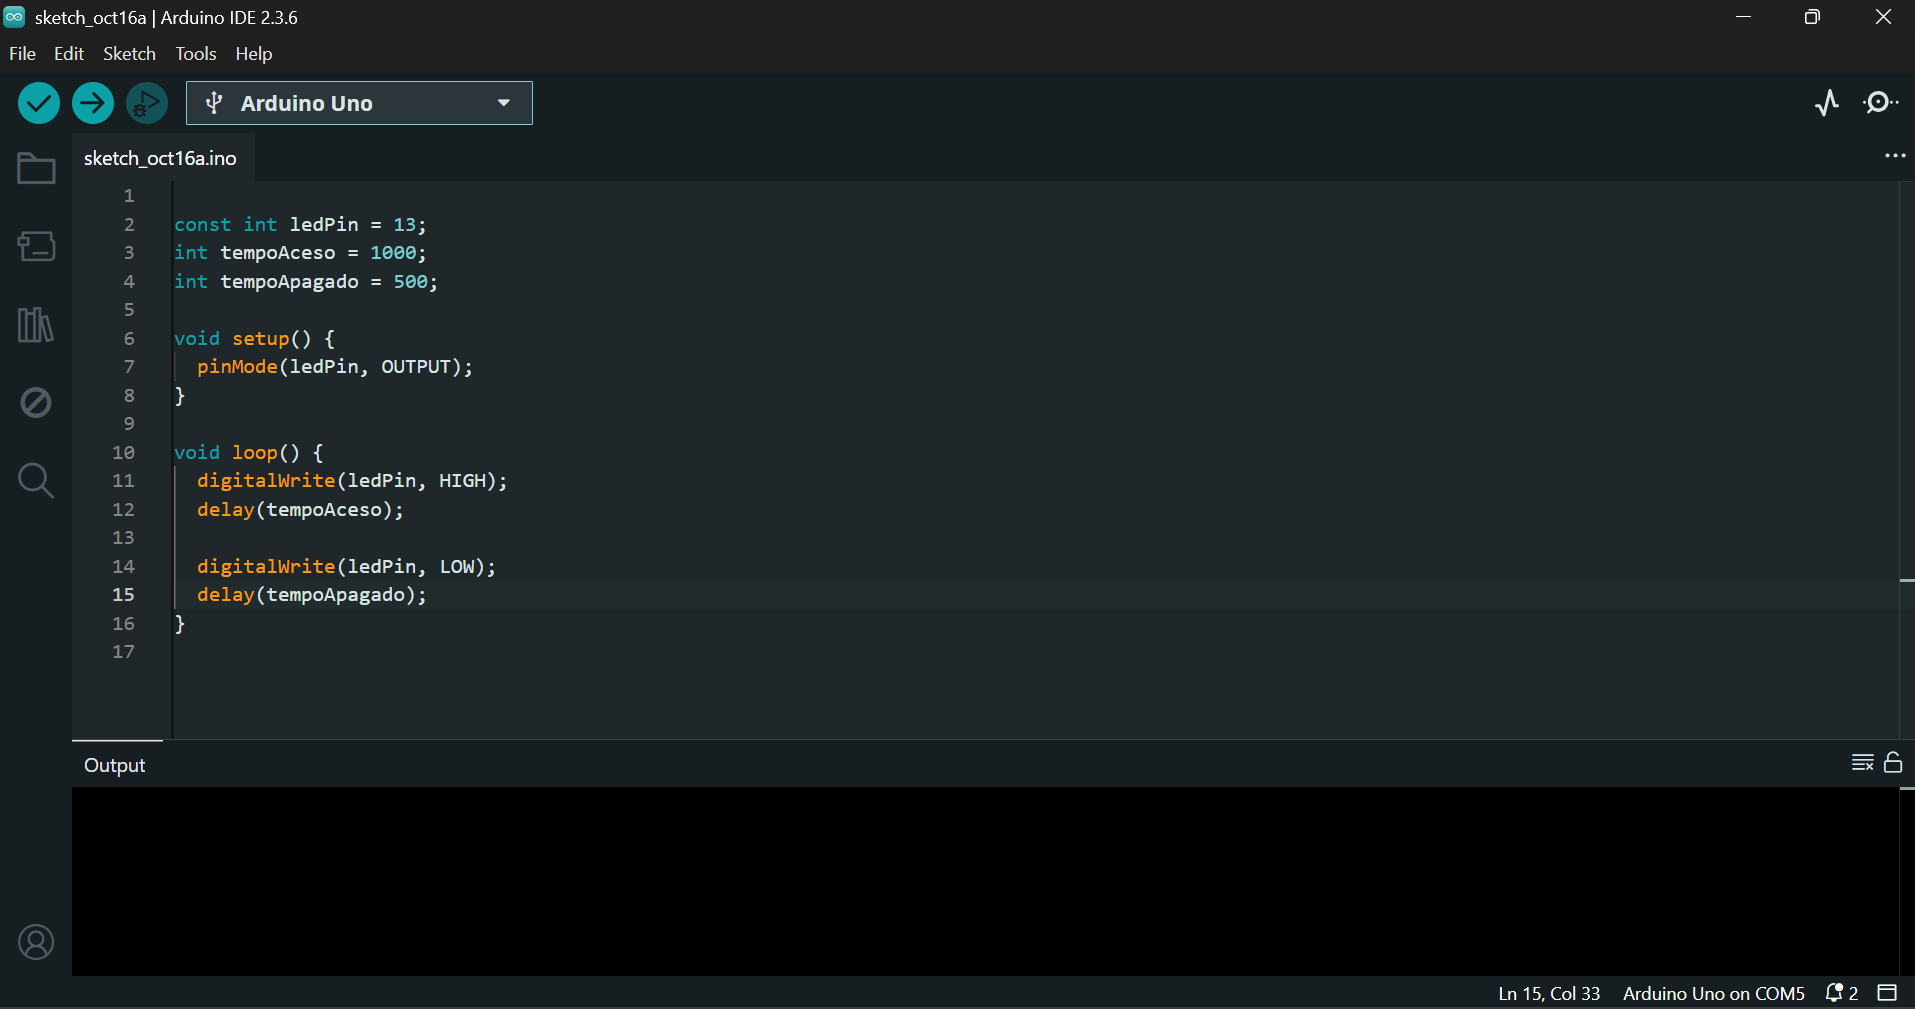 sketch_oct16a | Arduino IDE 2.3.6
File Edit Sketch Tools Help
Arduino Uno
sketch_oct16a.ino
1
2 const int ledPin = 13;
3 int tempoAceso = 1000;
4 int tempoApagado = 500;
5
6 void setup() {
7 pinMode(ledPin, OUTPUT);
8 }
9
10 void loop() {
11 digitalWrite(ledPin, HIGH);
12 delay(tempoAceso);
13
14 digitalWrite(ledPin, LOW);
15 delay(tempoApagado);
16 }
17
Output
Ln 15, Col 33 Arduino Uno on COM5 2